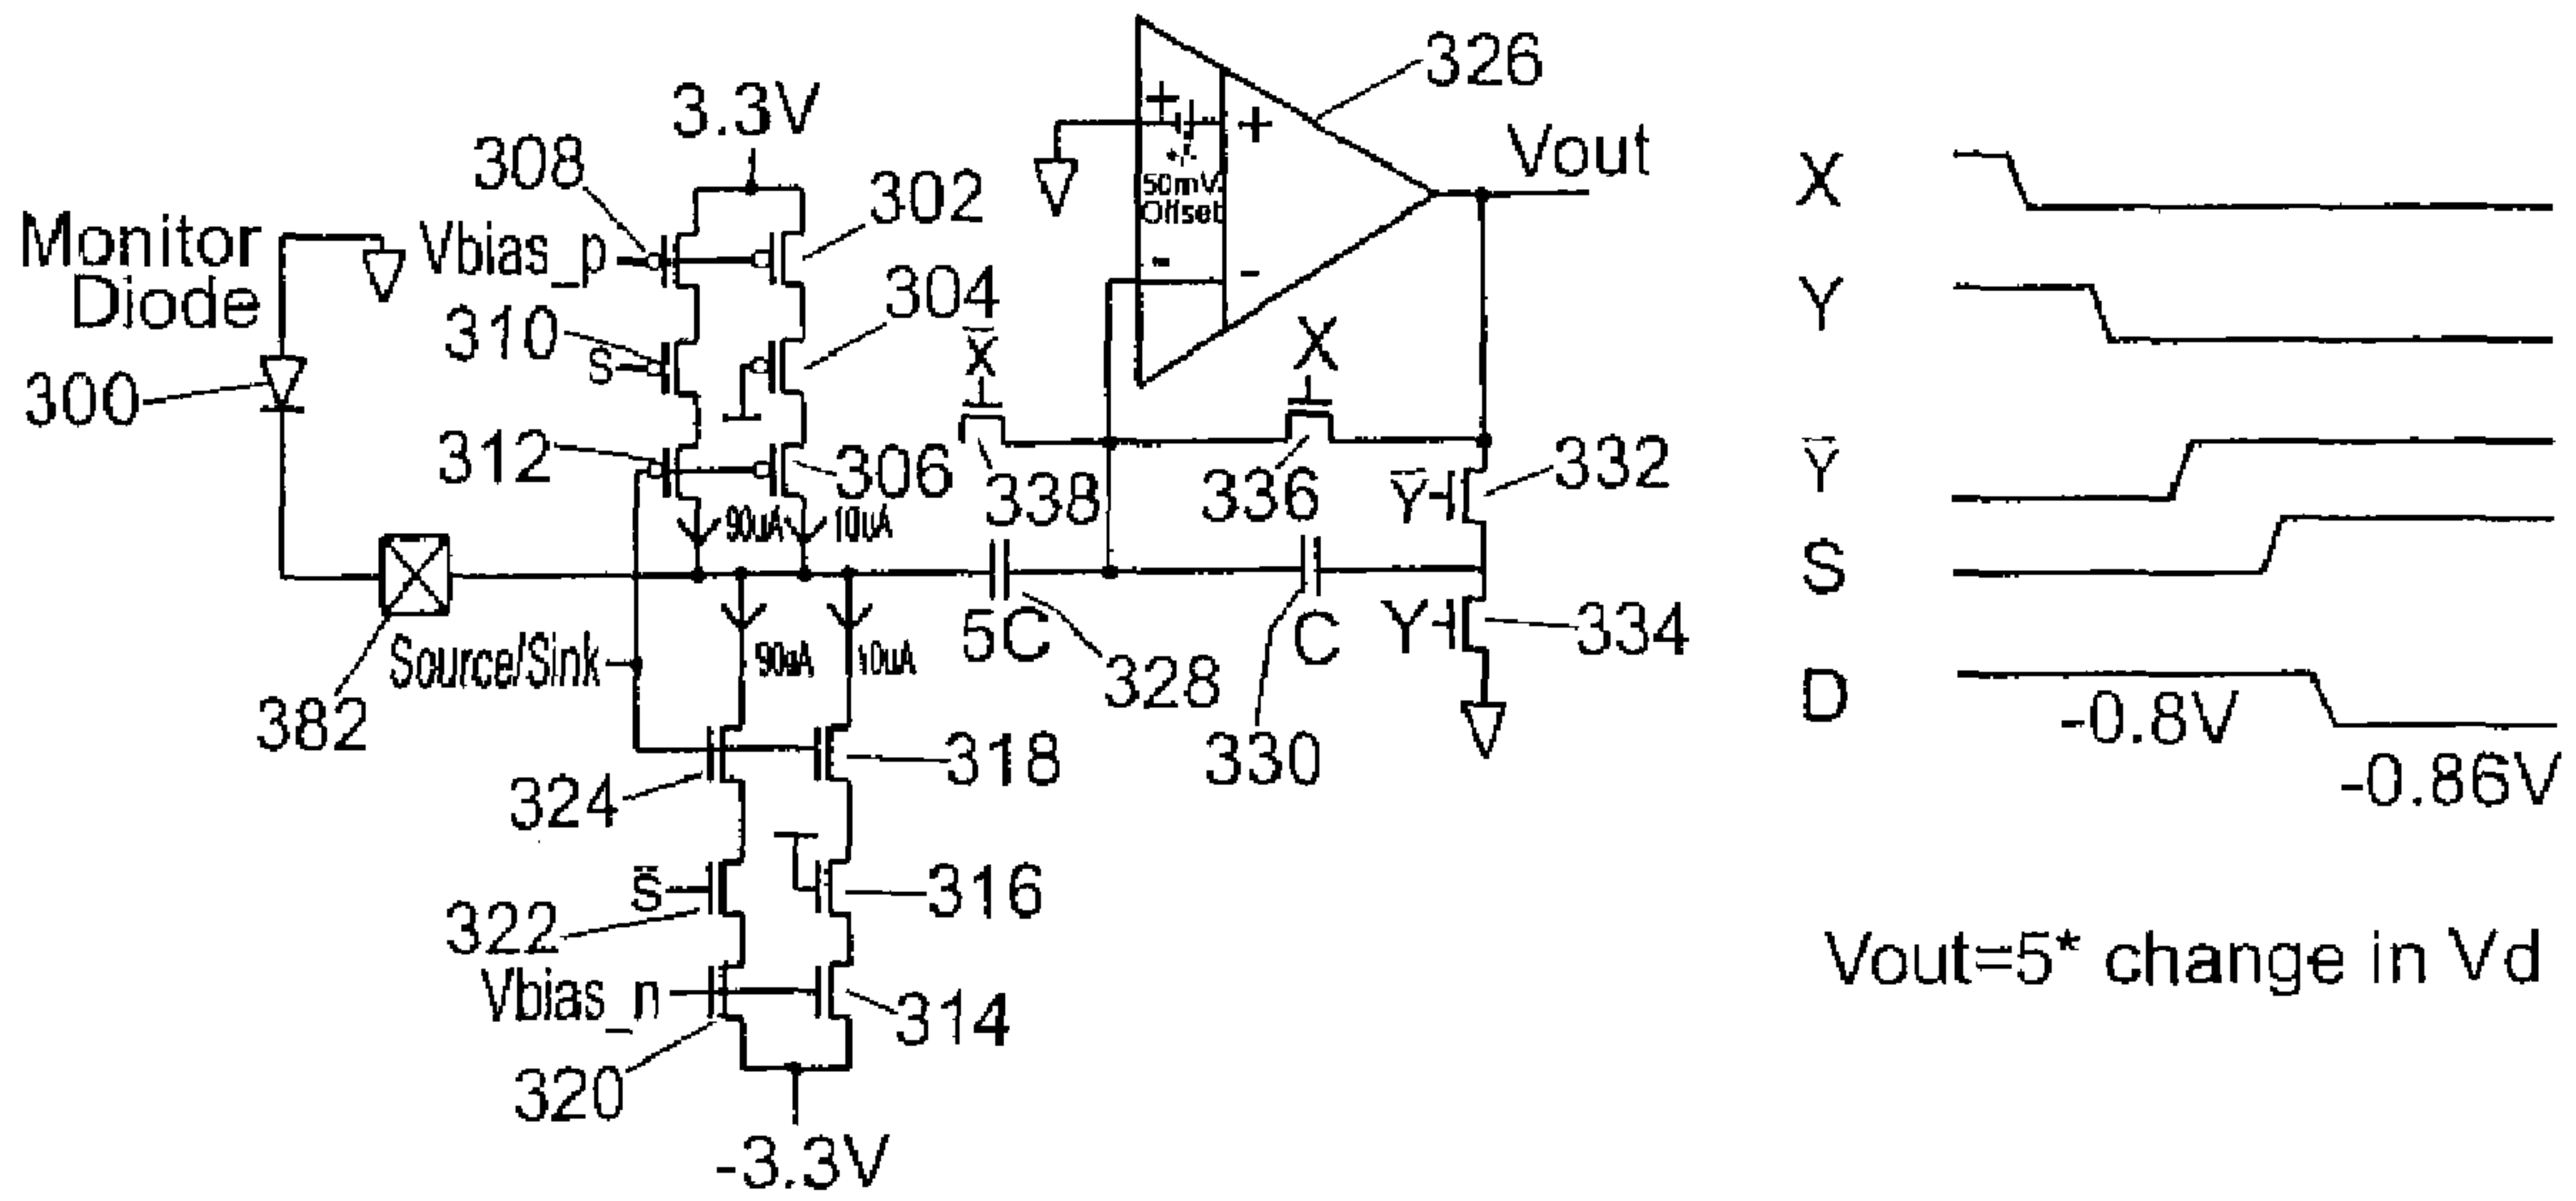 326
3.3V
Vout
308
302
Monitor
Diode
Vbias_p
+
+
50mV
Offset
-
-
304
310
S
X̄
X
300
312
306
338
336
332
Ȳ
90uA
10uA
5C
C
Y
334
Source/Sink
90uA
10uA
328
382
330
318
324
S̄
316
322
Vbias_n
314
320
-3.3V
X
Y
Ȳ
S
D
-0.8V
-0.86V
Vout=5* change in Vd